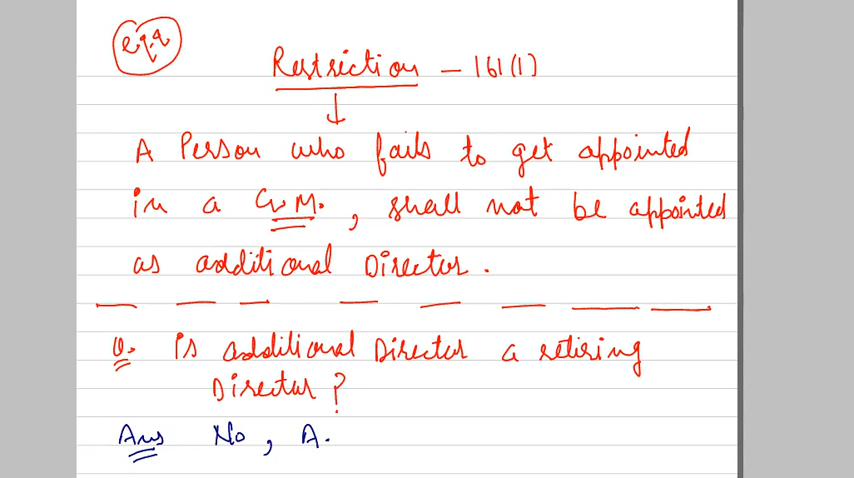 Restriction - 161(1)
A Person who fails to get appointed
in a G.M., shall not be appointed
as additional Director.
Q. Is additional Director a retiring
Director?
Ans No, A.